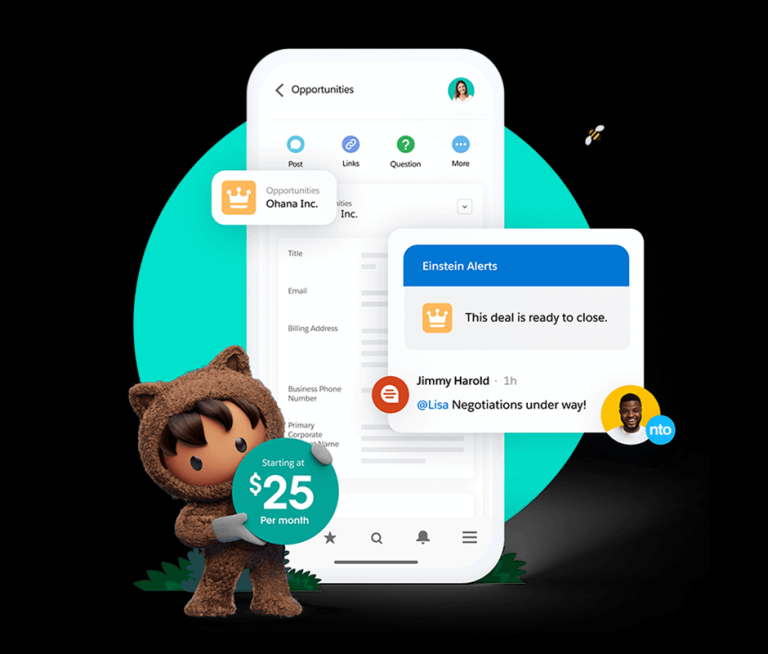 Opportunities
Post
Links
Question
More
Opportunities
Ohana Inc.
Inc.
Title
Email
Billing Address
Business Phone
Number
Primary
Corporate
Name
Einstein Alerts
This deal is ready to close.
Jimmy Harold · 1h
@Lisa Negotiations under way!
nto
Starting at
$25
Per month